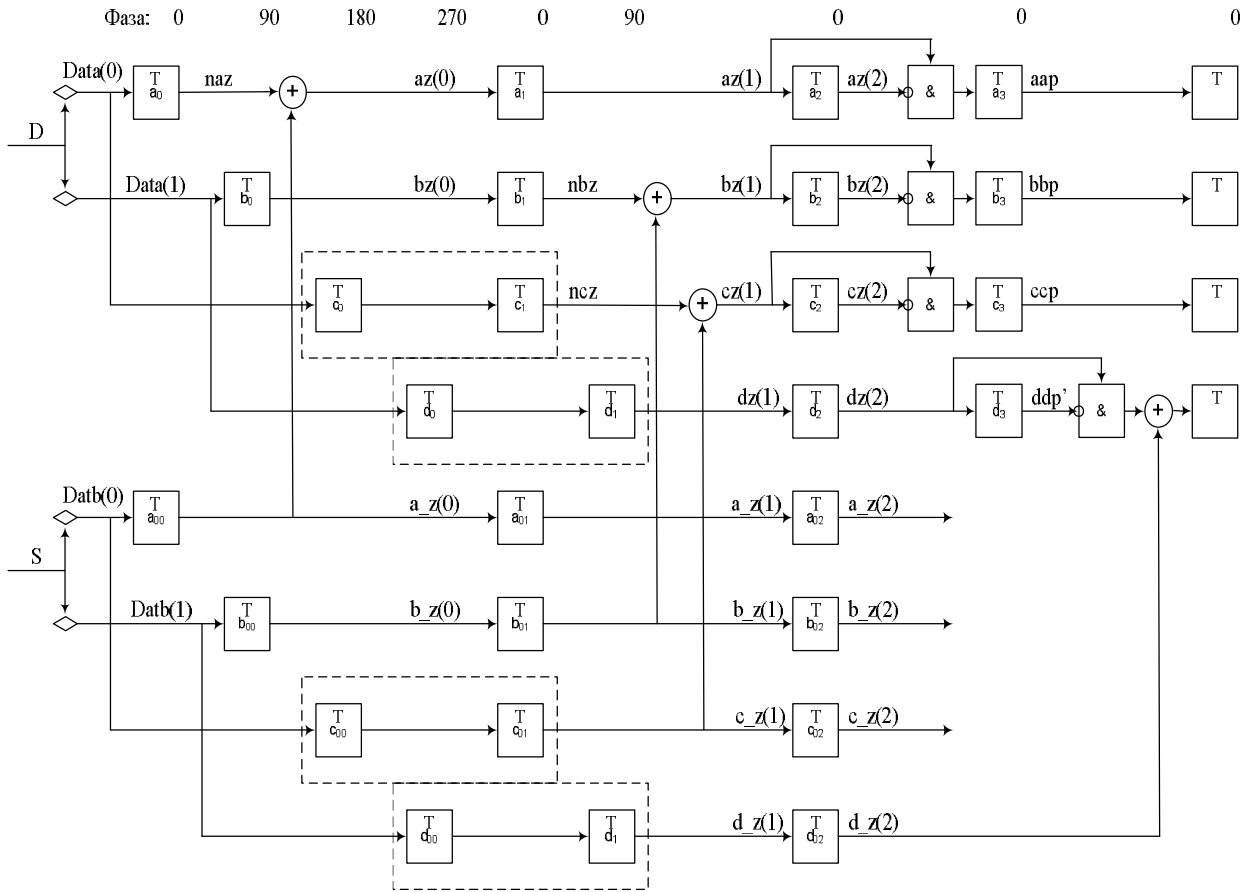 Фаза: 0 90 180 270 0 90 0 0 0
Data(0) T a0 naz + az(0) T a1 az(1) T a2 az(2) & T a3 aap T
D
Data(1) T b0 bz(0) T b1 nbz + bz(1) T b2 bz(2) & T b3 bbp T
T c0 T c1 ncz + cz(1) T c2 cz(2) & T c3 ccp T
T d0 T d1 dz(1) T d2 dz(2) T d3 ddp’ & + T
Datb(0) T a00 a_z(0) T a01 a_z(1) T a02 a_z(2)
S
Datb(1) T b00 b_z(0) T b01 b_z(1) T b02 b_z(2)
T c00 T c01 c_z(1) T c02 c_z(2)
T d00 T d1 d_z(1) T d02 d_z(2)